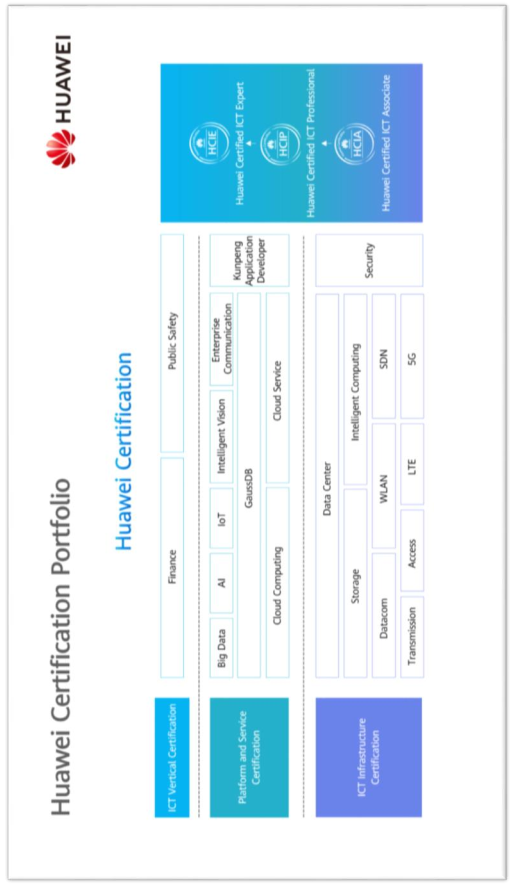 Huawei Certification Portfolio
HUAWEI
Huawei Certification
ICT Vertical Certification
Finance
Public Safety
Platform and Service
Certification
Big Data
AI
IoT
Intelligent Vision
Enterprise
Communication
Kunpeng
Application
Developer
GaussDB
Cloud Computing
Cloud Service
ICT Infrastructure
Certification
Data Center
Security
Storage
Intelligent Computing
Datacom
WLAN
SDN
Transmission
Access
LTE
5G
HCIE
Huawei Certified ICT Expert
HCIP
Huawei Certified ICT Professional
HCIA
Huawei Certified ICT Associate